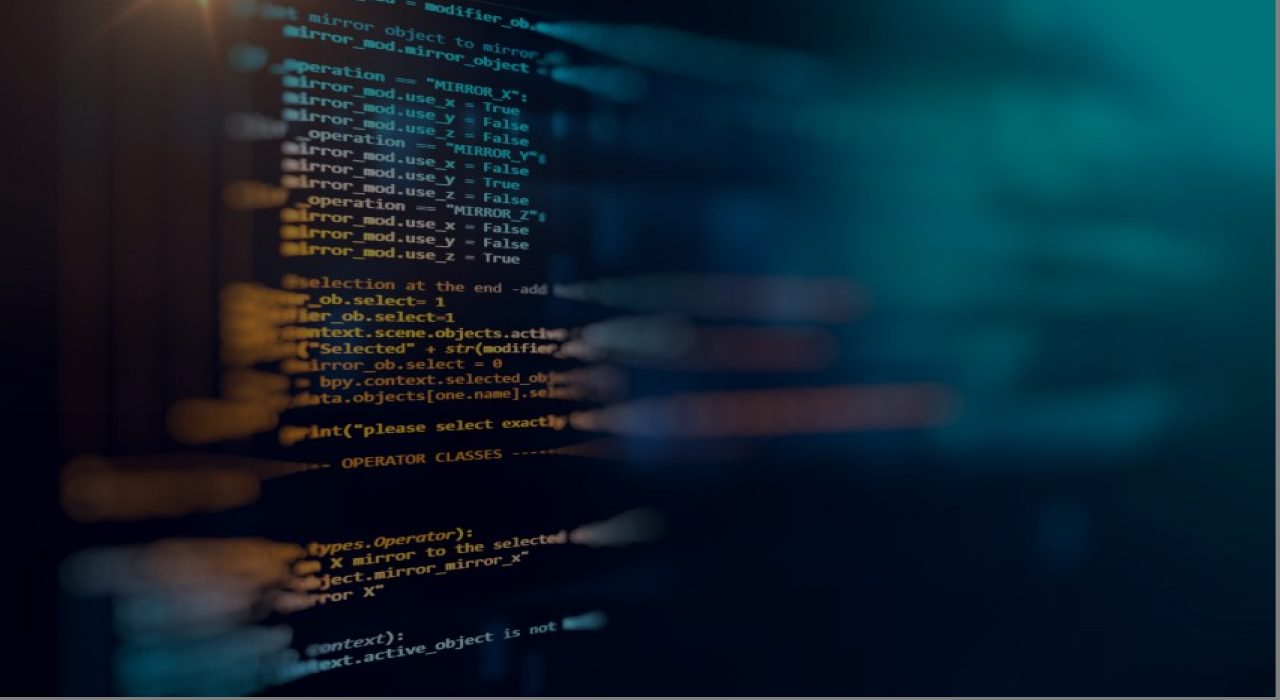 = modifier_ob.
mirror object to mirror
mirror_mod.mirror_object
operation == "MIRROR_X":
mirror_mod.use_x = True
mirror_mod.use_y = False
mirror_mod.use_z = False
_operation == "MIRROR_Y":
mirror_mod.use_x = False
mirror_mod.use_y = True
mirror_mod.use_z = False
_operation == "MIRROR_Z":
mirror_mod.use_x = False
mirror_mod.use_y = False
mirror_mod.use_z = True
selection at the end -add
_ob.select= 1
ier_ob.select=1
ntext.scene.objects.active
("Selected" + str(modifier
mirror_ob.select = 0
= bpy.context.selected_obj
data.objects[one.name].sel
print("please select exactly
--- OPERATOR CLASSES -----
types.Operator):
X mirror to the selected
ject.mirror_mirror_x"
ror X"
context):
ext.active_object is not